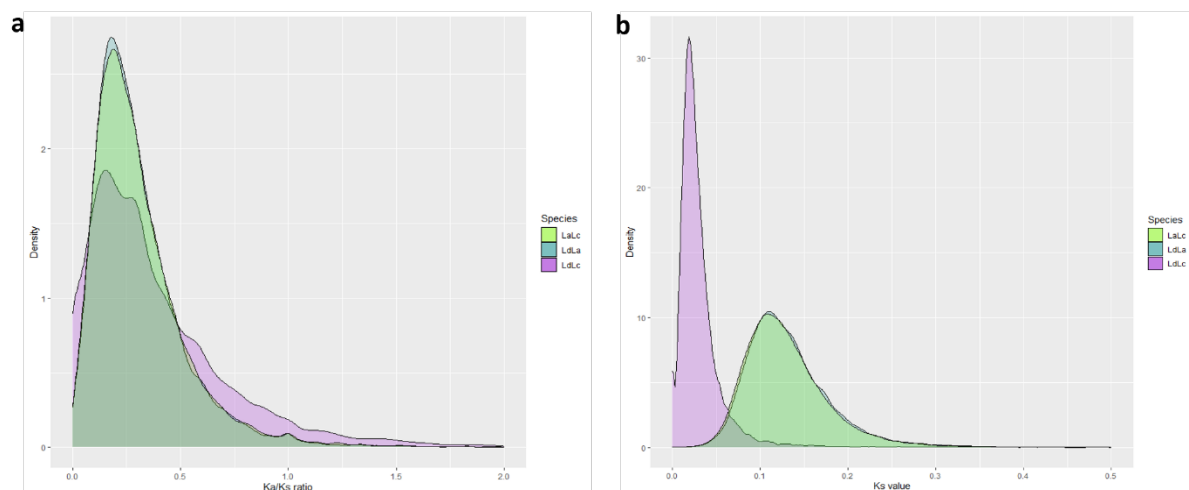 a
Density
2
1
0
0.0 0.5 1.0 1.5 2.0
Ka/Ks ratio
Species
LaLc
LdLa
LdLc
b
Density
30
20
10
0
0.0 0.1 0.2 0.3 0.4 0.5
Ks value
Species
LaLc
LdLa
LdLc